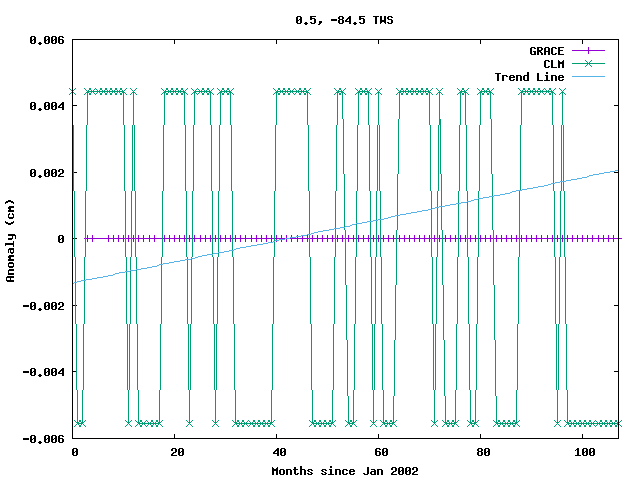 0.5, -84.5 TWS
GRACE
CLM
Trend Line
0.006
0.004
0.002
0
-0.002
-0.004
-0.006
Anomaly (cm)
0 20 40 60 80 100
Months since Jan 2002